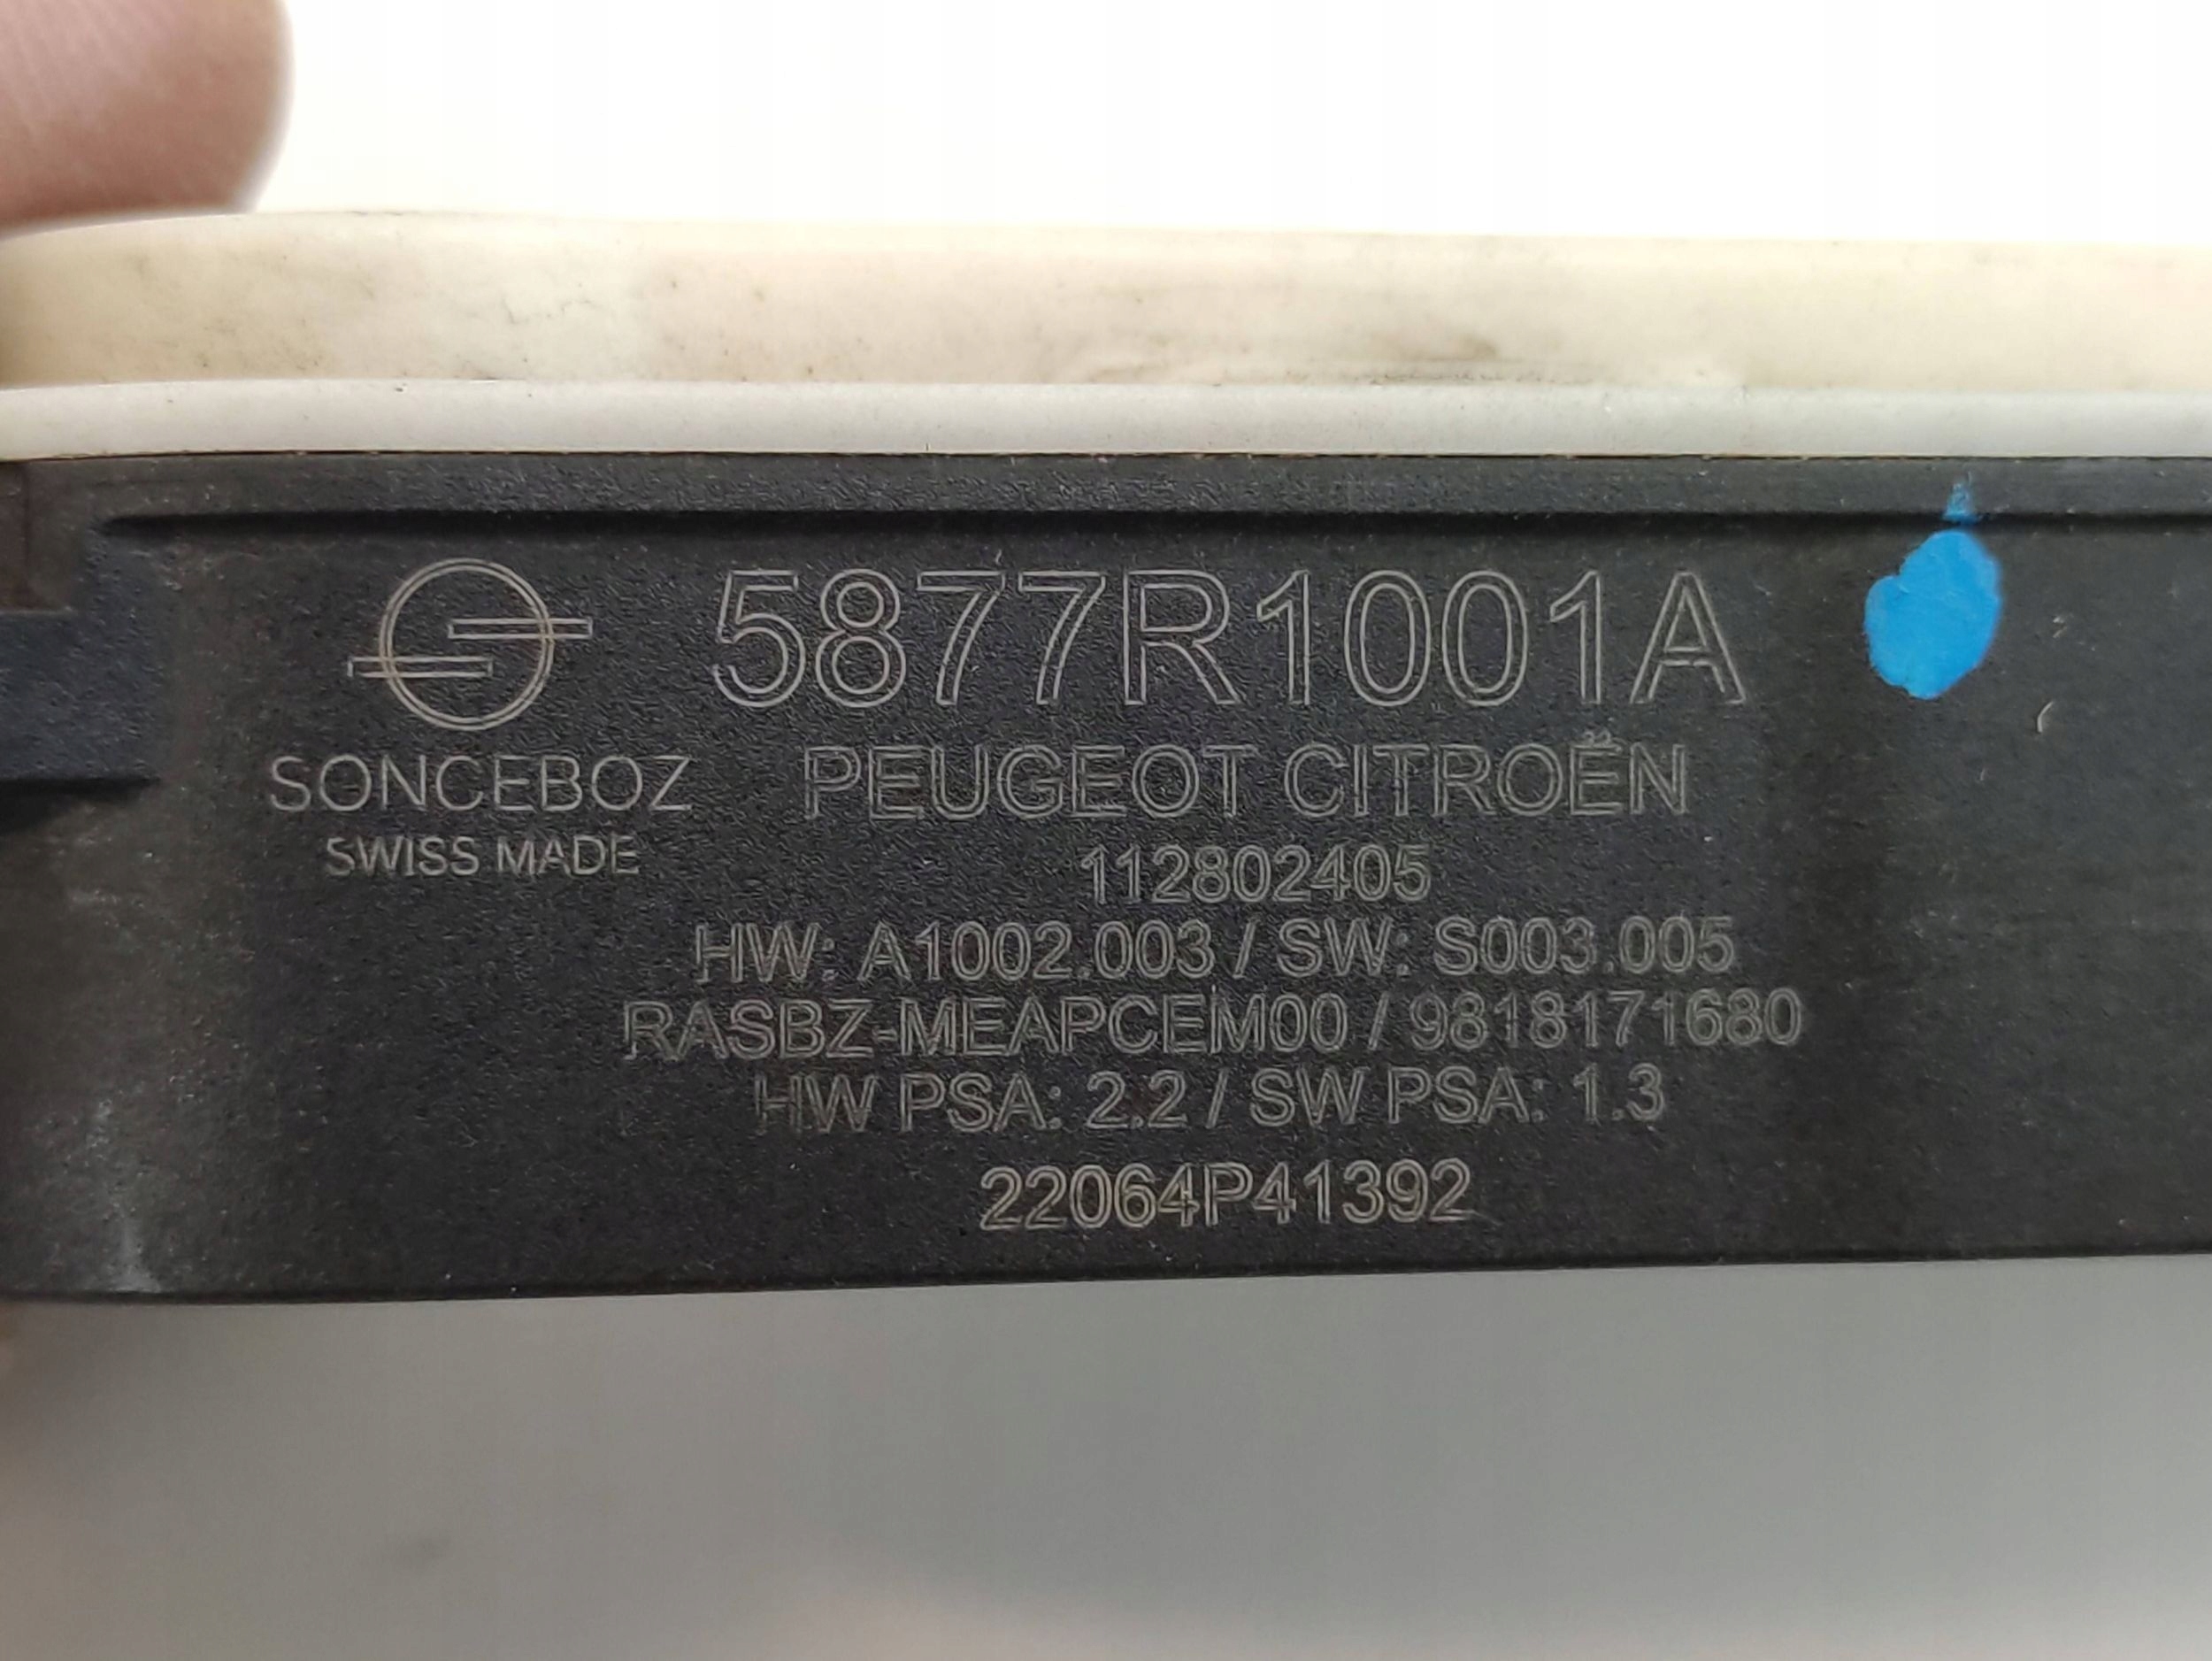 5877R1001A
SONCEBOZ
SWISS MADE
PEUGEOT CITROËN
112802405
HW: A1002.003 / SW: S003.005
RASBZ-MEAPCEM00 / 9818171680
HW PSA: 2.2 / SW PSA: 1.3
22064P41392